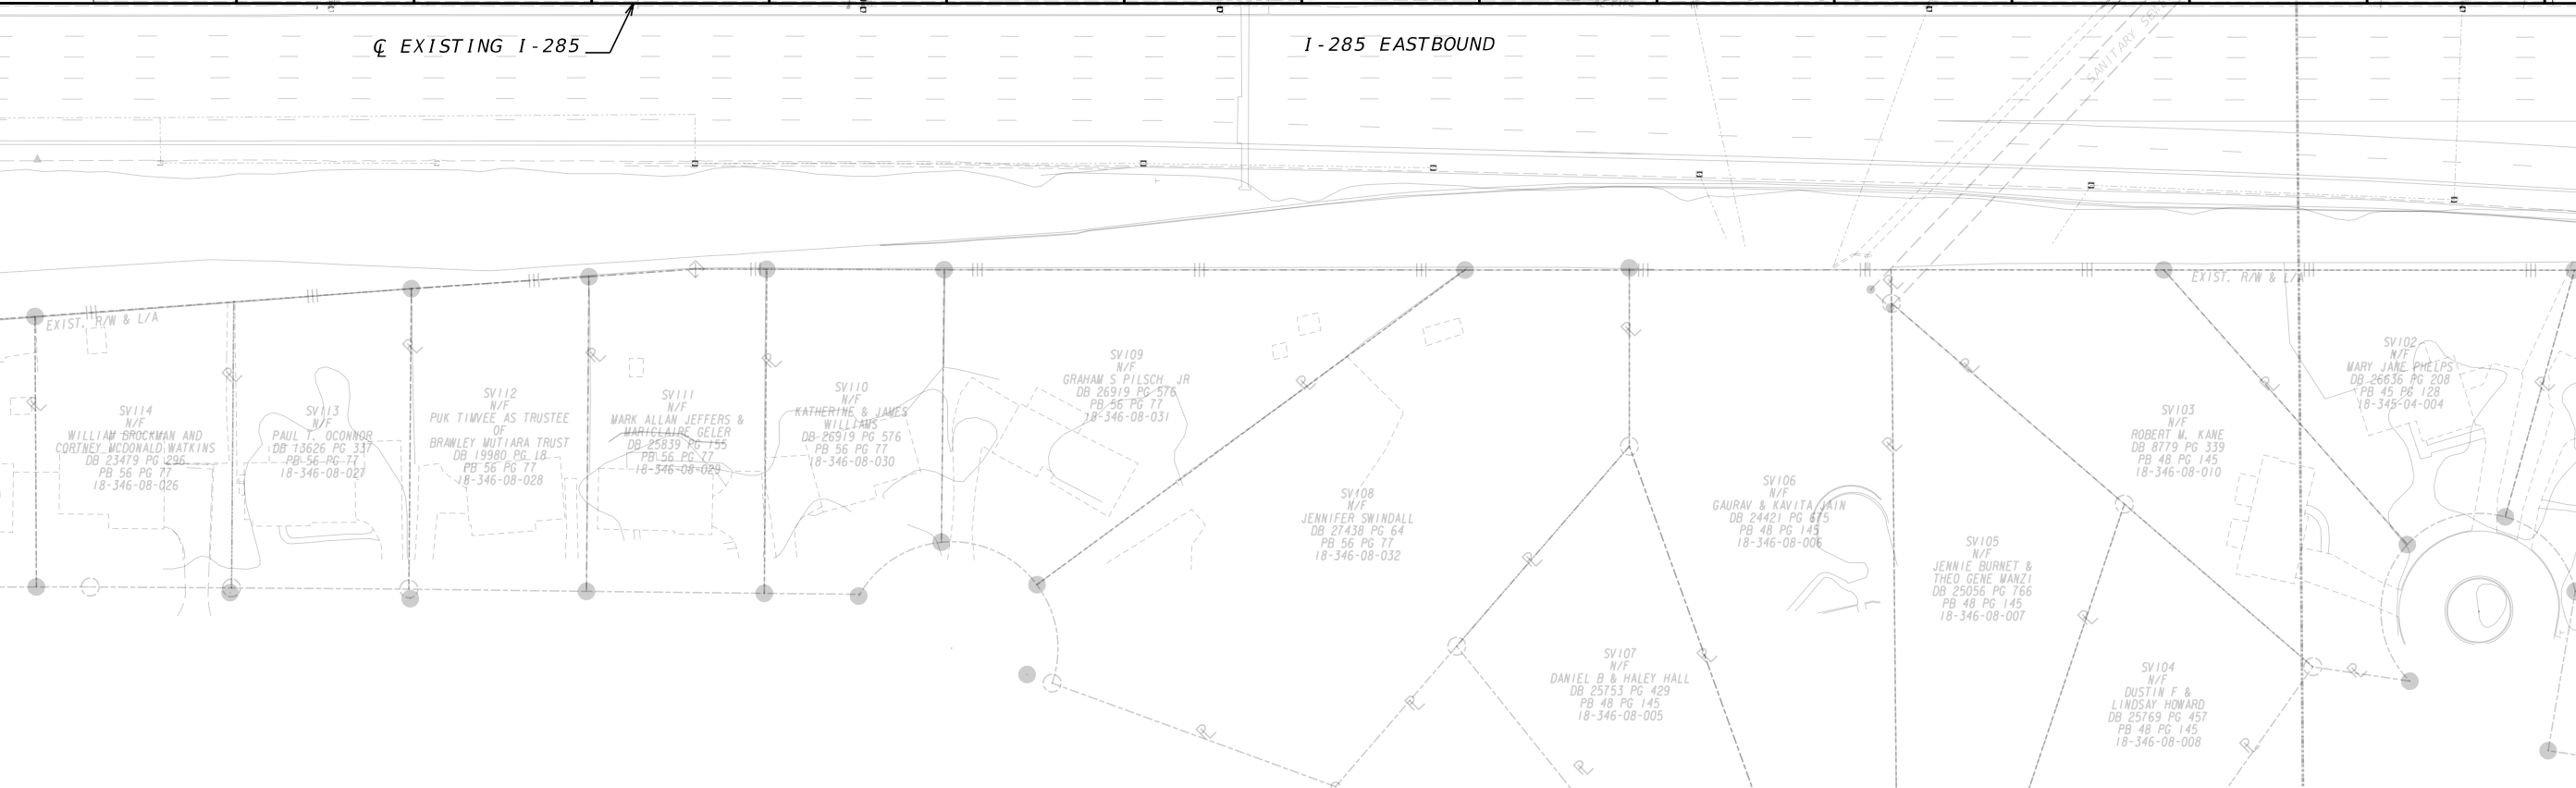 ℄ EXISTING I-285
I-285 EASTBOUND
SANITARY
EXIST. R/W & L/A
EXIST. R/W & L/A
SV114
N/F
WILLIAM BROCKMAN AND
CORTNEY MCDONALD WATKINS
DB 23479 PG 296
PB 56 PG 77
18-346-08-026
SV113
N/F
PAUL T. OCONNOR
DB 13626 PG 337
PB 56 PG 77
18-346-08-027
SV112
N/F
PUK TIMVEE AS TRUSTEE
OF
BRAWLEY MUTIARA TRUST
DB 19980 PG 18
PB 56 PG 77
18-346-08-028
SV111
N/F
MARK ALLAN JEFFERS &
MARICLAIRE GELER
DB 25839 PG 155
PB 56 PG 77
18-346-08-029
SV110
N/F
KATHERINE & JAMES
WILLIAMS
DB 26919 PG 576
PB 56 PG 77
18-346-08-030
SV109
N/F
GRAHAM S PILSCH JR
DB 26919 PG 576
PB 56 PG 77
18-346-08-031
SV108
N/F
JENNIFER SWINDALL
DB 27438 PG 64
PB 56 PG 77
18-346-08-032
SV107
N/F
DANIEL B & HALEY HALL
DB 25753 PG 429
PB 48 PG 145
18-346-08-005
SV106
N/F
GAURAV & KAVITA JAIN
DB 24421 PG 675
PB 48 PG 145
18-346-08-006
SV105
N/F
JENNIE BURNET &
THEO GENE MANZI
DB 25056 PG 766
PB 48 PG 145
18-346-08-007
SV103
N/F
ROBERT W. KANE
DB 8779 PG 339
PB 48 PG 145
18-346-08-010
SV104
N/F
DUSTIN F &
LINDSAY HOWARD
DB 25769 PG 457
PB 48 PG 145
18-346-08-008
SV102
N/F
MARY JANE PHELPS
DB 26636 PG 208
PB 45 PG 128
18-345-04-004